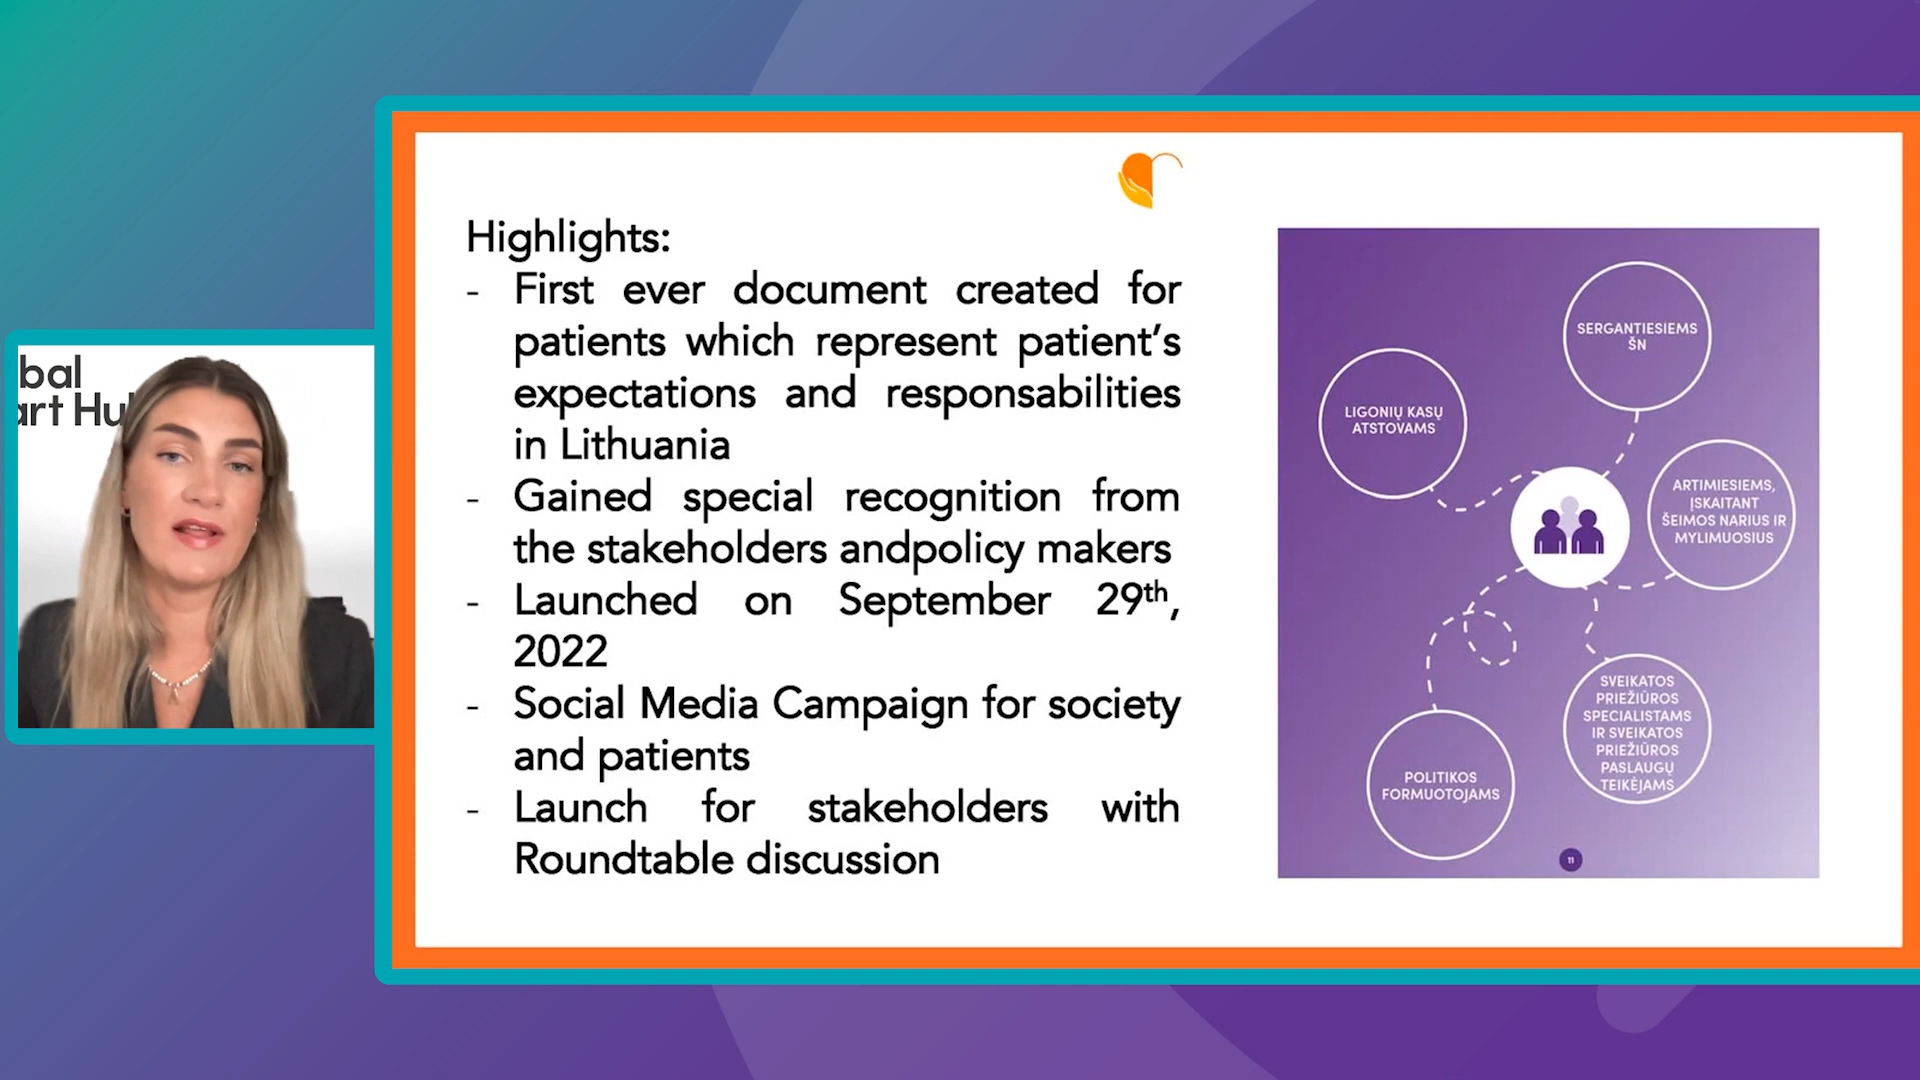 bal
art Hu
Highlights:
- First ever document created for
patients which represent patient’s
expectations and responsabilities
in Lithuania
- Gained special recognition from
the stakeholders andpolicy makers
- Launched on September 29th,
2022
- Social Media Campaign for society
and patients
- Launch for stakeholders with
Roundtable discussion
SERGANTIESIEMS
ŠN
LIGONIŲ KASŲ
ATSTOVAMS
ARTIMIESIEMS,
ĮSKAITANT
ŠEIMOS NARIUS IR
MYLIMUOSIUS
SVEIKATOS
PRIEŽIŪROS
SPECIALISTAMS
IR SVEIKATOS
PRIEŽIŪROS
PASLAUGŲ
TEIKĖJAMS
POLITIKOS
FORMUOTOJAMS
11